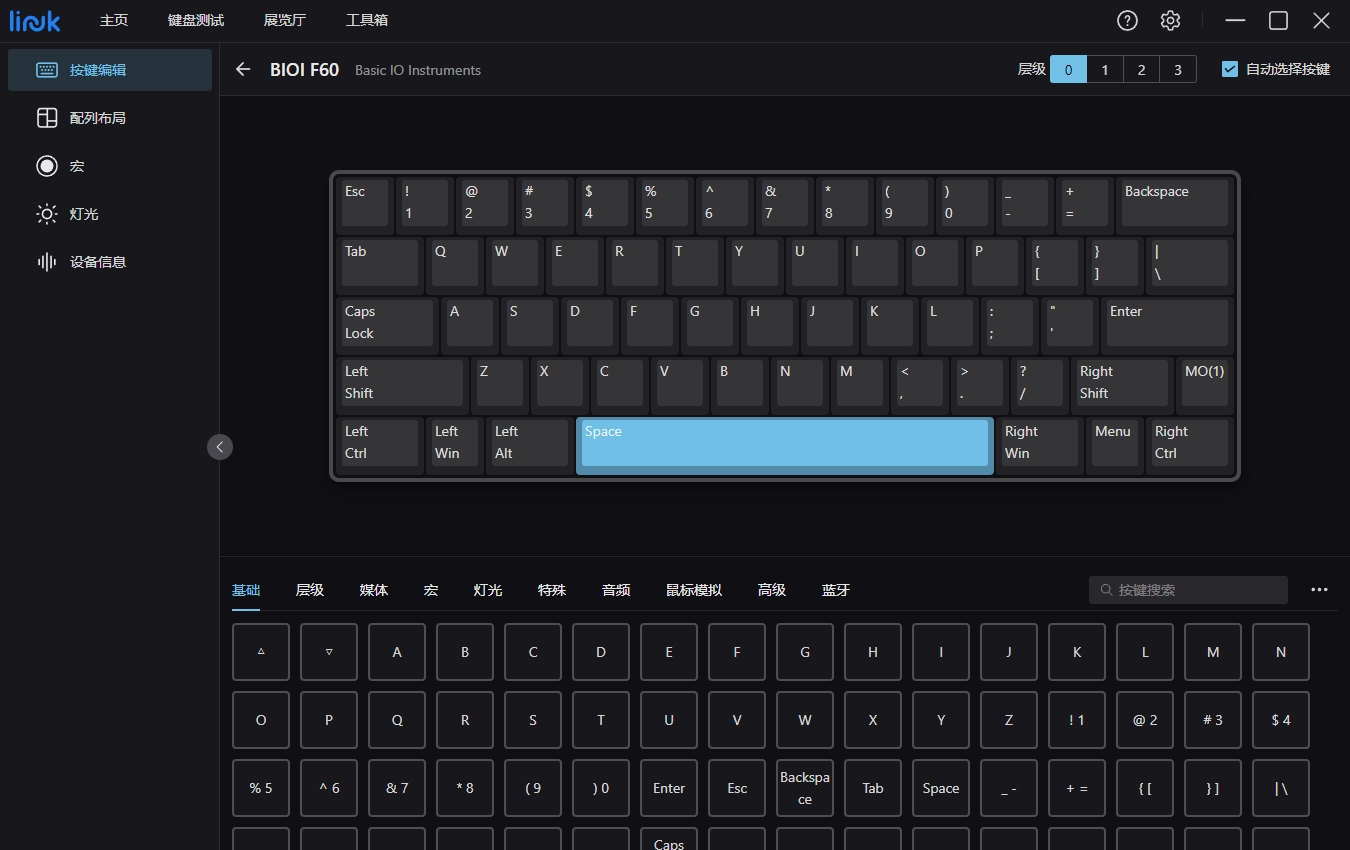 linuk
主页
键盘测试
展览厅
工具箱
按键编辑
配列布局
宏
灯光
设备信息
BIOI F60
Basic IO Instruments
层级
0
1
2
3
自动选择按键
Esc
!
1
@
2
#
3
$
4
%
5
^
6
&
7
*
8
(
9
)
0
_
-
+
=
Backspace
Tab
Q
W
E
R
T
Y
U
I
O
P
{
[
}
]
|
\
Caps
Lock
A
S
D
F
G
H
J
K
L
:
;
"
'
Enter
Left
Shift
Z
X
C
V
B
N
M
<
,
>
.
?
/
Right
Shift
MO(1)
Left
Ctrl
Left
Win
Left
Alt
Space
Right
Win
Menu
Right
Ctrl
基础
层级
媒体
宏
灯光
特殊
音频
鼠标模拟
高级
蓝牙
按键搜索
▵
▿
A
B
C
D
E
F
G
H
I
J
K
L
M
N
O
P
Q
R
S
T
U
V
W
X
Y
Z
! 1
@ 2
# 3
$ 4
% 5
^ 6
& 7
* 8
( 9
) 0
Enter
Esc
Backspa
ce
Tab
Space
_ -
+ =
{ [
} ]
| \
Caps